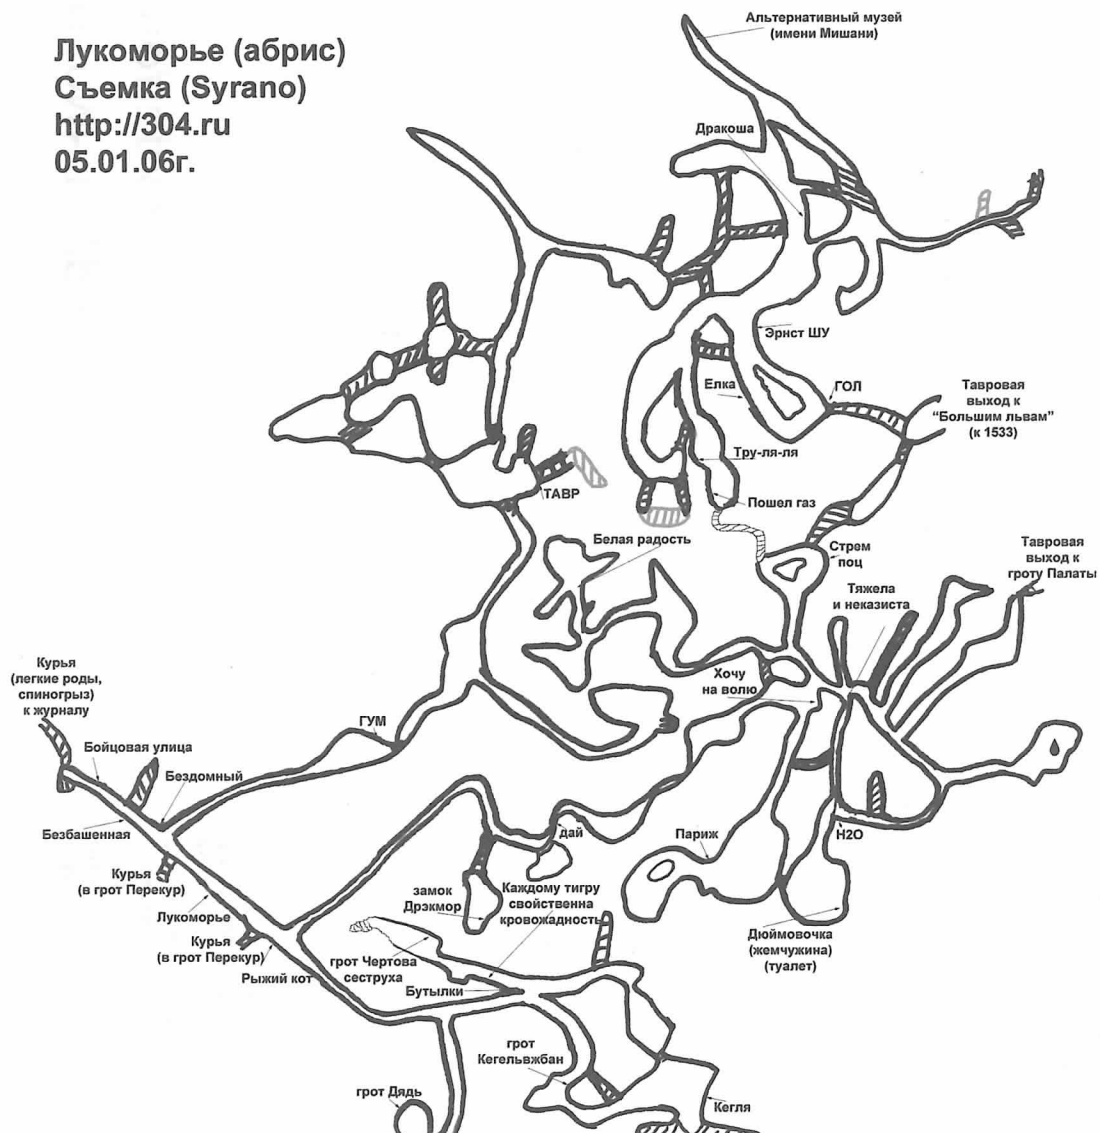 Лукоморье (абрис)
Съемка (Syrano)
http://304.ru
05.01.06г.
Альтернативный музей
(имени Мишани)
Дракоша
Эрнст ШУ
Елка
ГОЛ
Тавровая
выход к
“Большим львам”
(к 1533)
Тру-ля-ля
ТАВР
Пошел газ
Белая радость
Стрем
поц
Тавровая
выход к
гроту Палаты
Тяжела
и неказиста
Курья
(легкие роды,
спиногрыз)
к журналу
Хочу
на волю
ГУМ
Бойцовая улица
Бездомный
Безбашенная
дай
Париж
Н2О
Курья
(в грот Перекур)
замок
Дрэкмор
Каждому тигру
свойственна
кровожадность
Лукоморье
Курья
(в грот Перекур)
Дюймовочка
(жемчужина)
(туалет)
грот Чертова
сеструха
Рыжий кот
Бутылки
грот
Кегельвжбан
грот Дядь
Кегля